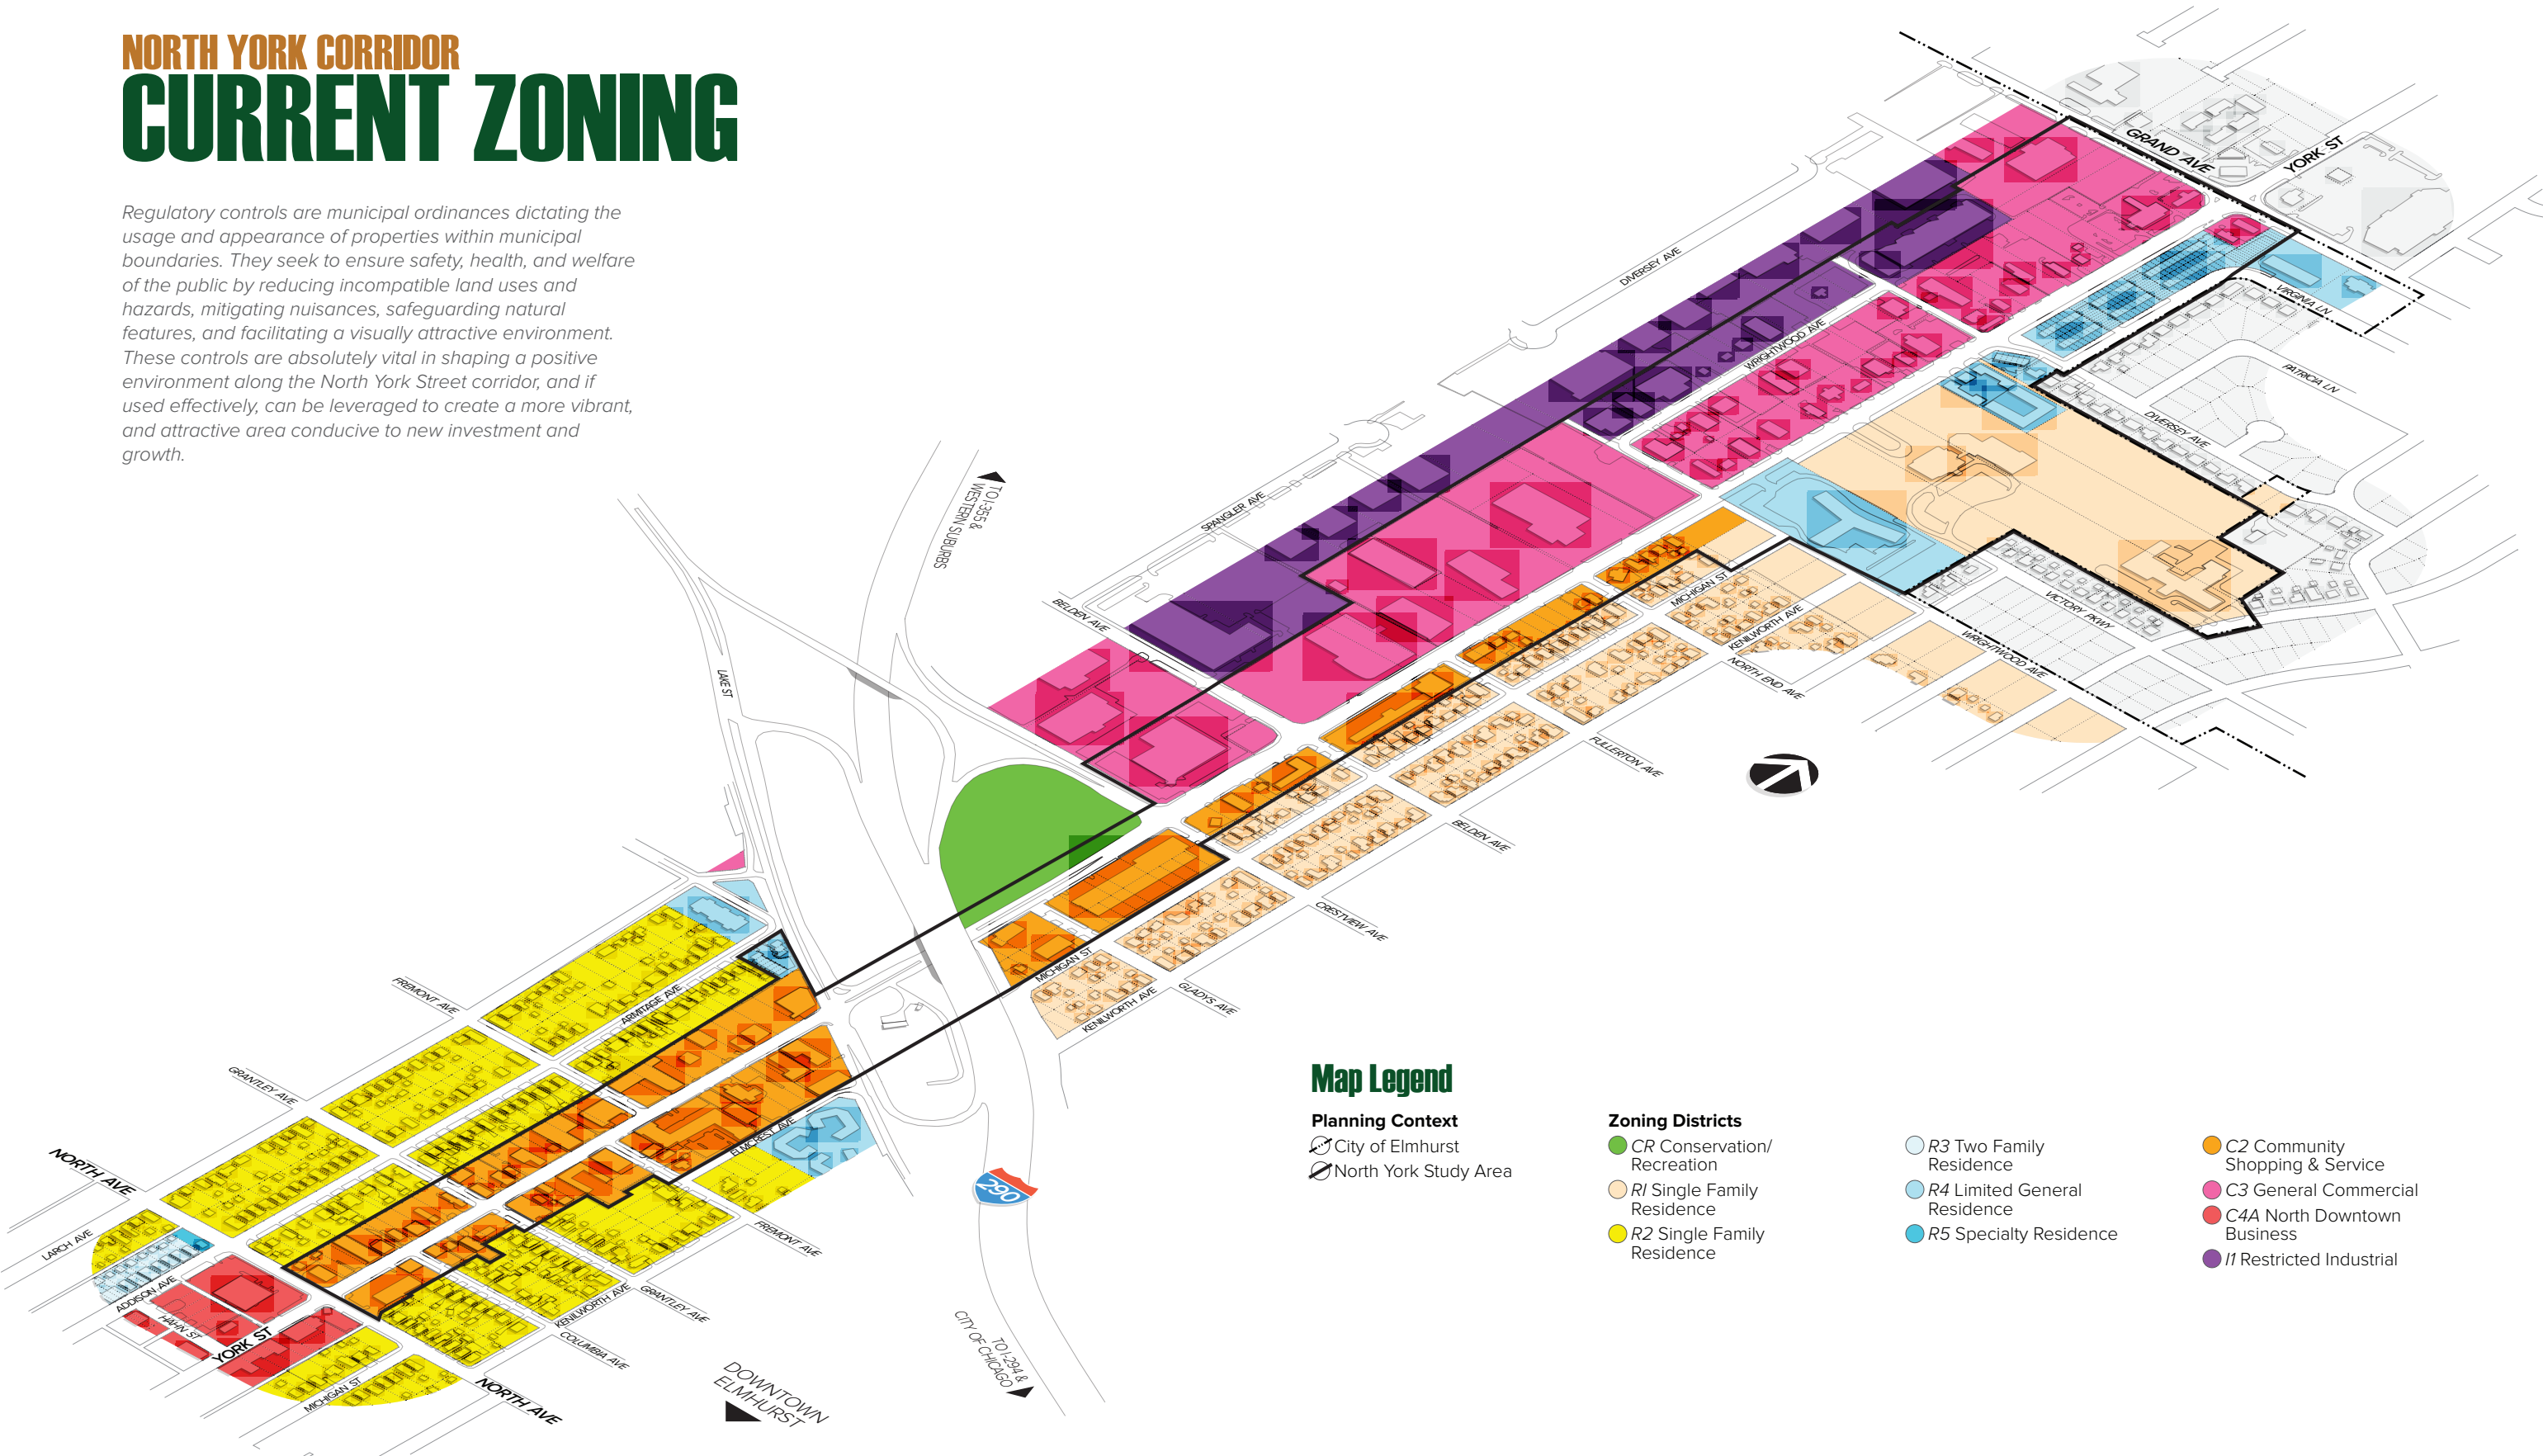 NORTH YORK CORRIDOR
CURRENT ZONING
Regulatory controls are municipal ordinances dictating the
usage and appearance of properties within municipal
boundaries. They seek to ensure safety, health, and welfare
of the public by reducing incompatible land uses and
hazards, mitigating nuisances, safeguarding natural
features, and facilitating a visually attractive environment.
These controls are absolutely vital in shaping a positive
environment along the North York Street corridor, and if
used effectively, can be leveraged to create a more vibrant,
and attractive area conducive to new investment and
growth.
GRAND AVE
YORK ST
VIRGINIA LN
PATRICIA LN
DIVERSEY AVE
DIVERSEY AVE
WRIGHTWOOD AVE
SPANGLER AVE
TO I-355 &
WESTERN SUBURBS
BELDEN AVE
LAKE ST
MICHIGAN ST
KENILWORTH AVE
VICTORY PKWY
WRIGHTWOOD AVE
NORTH END AVE
FULLERTON AVE
BELDEN AVE
CRESTVIEW AVE
GLADYS AVE
MICHIGAN ST
KENILWORTH AVE
FREMONT AVE
ARMITAGE AVE
GRANTLEY AVE
NORTH AVE
LARCH AVE
ADDISON AVE
HAHN ST
YORK ST
MICHIGAN ST
NORTH AVE
COLUMBIA AVE
KENILWORTH AVE
GRANTLEY AVE
FREMONT AVE
ELMCREST AVE
290
TO I-294 &
CITY OF CHICAGO
DOWNTOWN
ELMHURST
Map Legend
Planning Context
City of Elmhurst
North York Study Area
Zoning Districts
CR Conservation/
Recreation
R1 Single Family
Residence
R2 Single Family
Residence
R3 Two Family
Residence
R4 Limited General
Residence
R5 Specialty Residence
C2 Community
Shopping & Service
C3 General Commercial
C4A North Downtown
Business
I1 Restricted Industrial